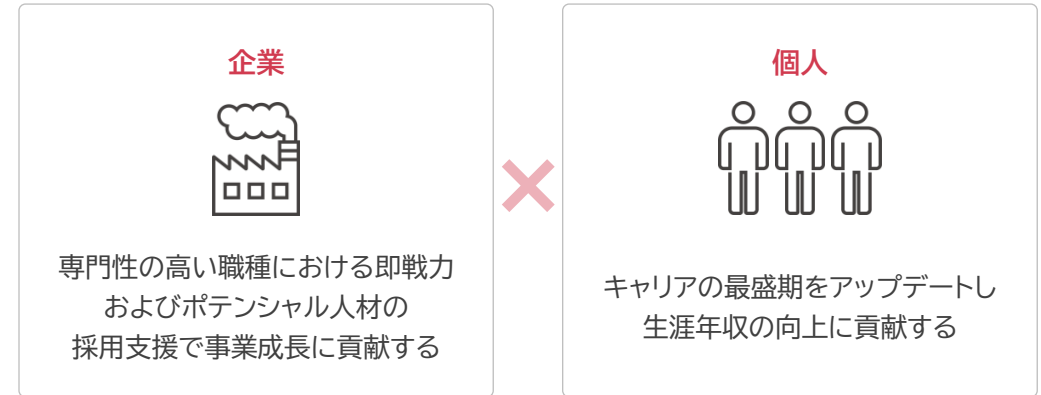 企業
専門性の高い職種における即戦力
およびポテンシャル人材の
採用支援で事業成長に貢献する
個人
キャリアの最盛期をアップデートし
生涯年収の向上に貢献する